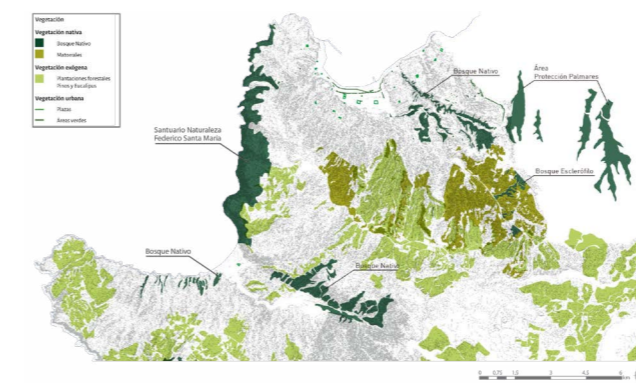 Vegetación
Vegetación nativa
Bosque Nativo
Matorrales
Vegetación exógena
Plantaciones forestales
Pinos y Eucaliptos
Vegetación urbana
Plazas
Áreas verdes
Bosque Nativo
Área
Protección Palmares
Santuario Naturaleza
Federico Santa María
Bosque Esclerófilo
Bosque Nativo
Bosque Nativo
0 0,75 1,5 3 4,5 6